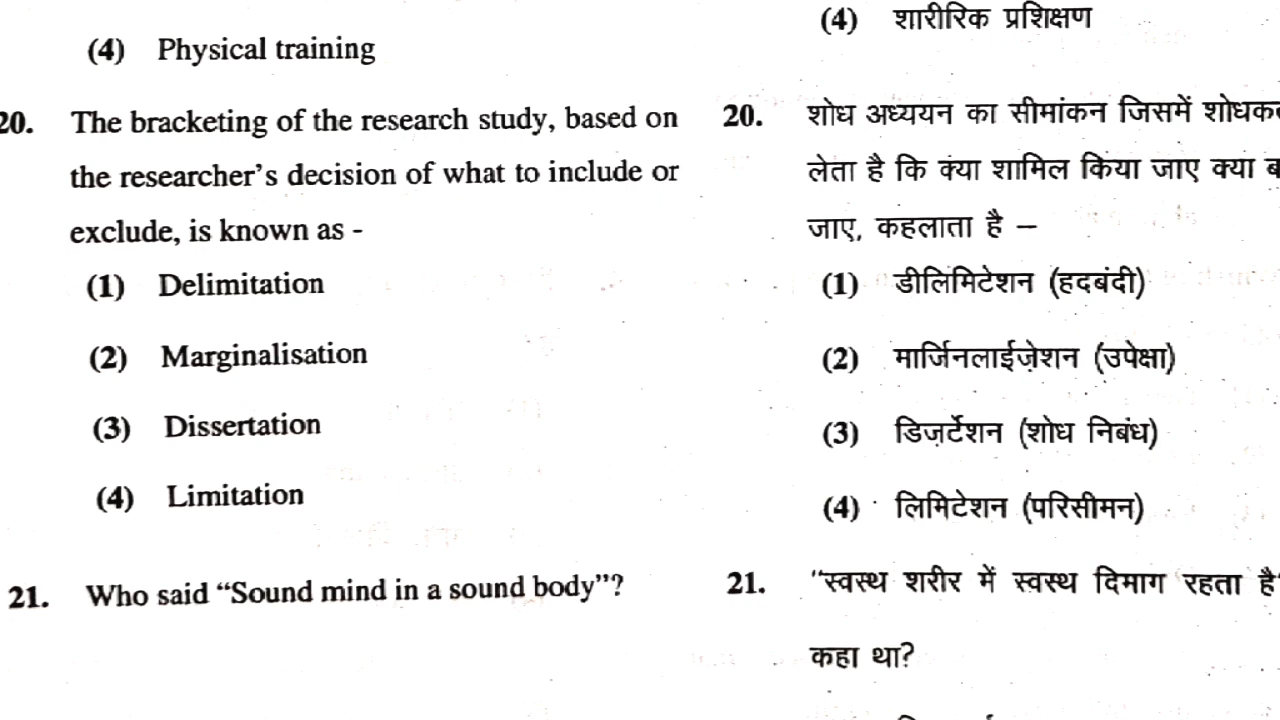 (4) Physical training
20. The bracketing of the research study, based on
the researcher's decision of what to include or
exclude, is known as -
(1) Delimitation
(2) Marginalisation
(3) Dissertation
(4) Limitation
21. Who said “Sound mind in a sound body”?
(4) शारीरिक प्रशिक्षण
20. शोध अध्ययन का सीमांकन जिसमें
लेता है कि क्या शामिल किया जाए क्या
जाए, कहलाता है –
(1) डीलिमिटेशन (हदबंदी)
(2) मार्जिनलाईज़ेशन (उपेक्षा)
(3) डिज़र्टेशन (शोध निबंध)
(4) लिमिटेशन (परिसीमन)
21. “स्वस्थ शरीर में स्वस्थ दिमाग रहता है
कहा था?